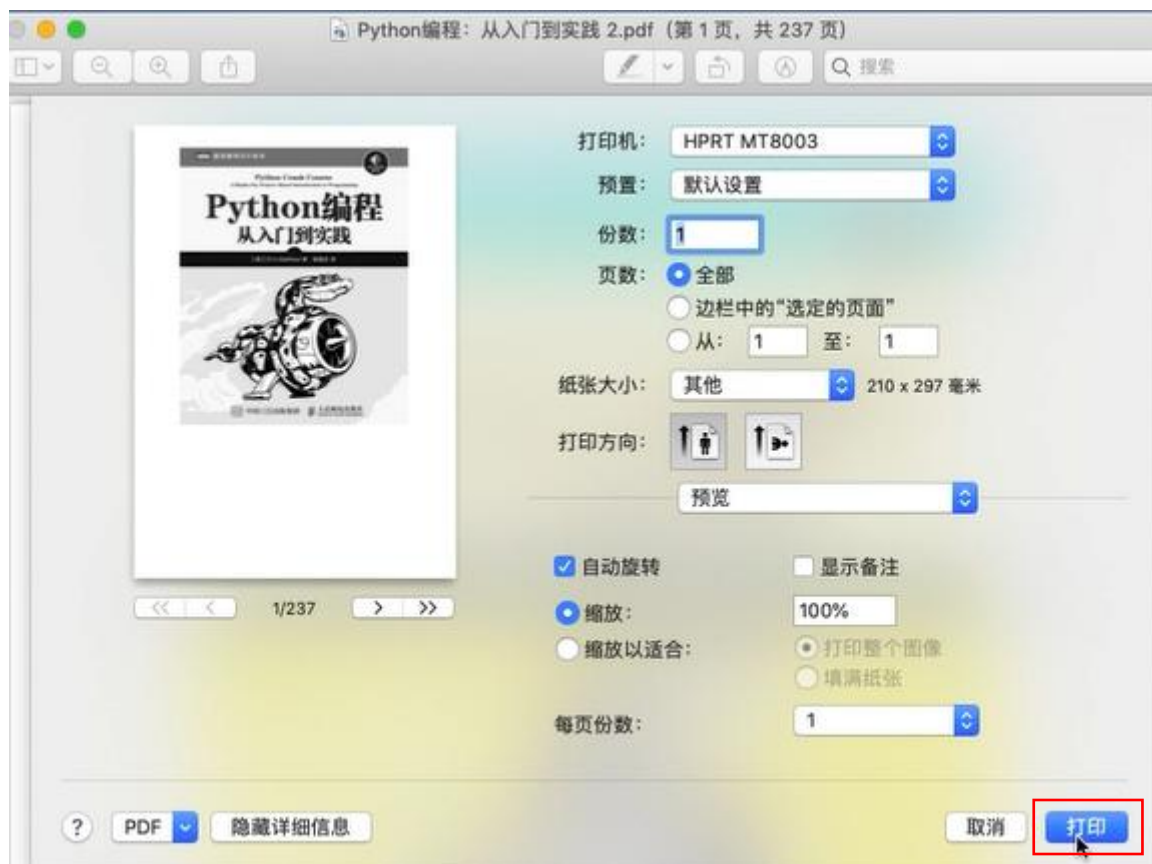 Python编程：从入门到实践 2.pdf（第 1 页，共 237 页）
搜索
Python Crash Course
Python编程
从入门到实践
打印机： HPRT MT8003
预置： 默认设置
份数： 1
页数： 全部
边栏中的“选定的页面”
从： 1 至： 1
纸张大小： 其他 210 x 297 毫米
打印方向：
预览
自动旋转 显示备注
缩放： 100%
缩放以适合： 打印整个图像
填满纸张
每页份数： 1
<< < 1/237 > >>
? PDF 隐藏详细信息 取消 打印